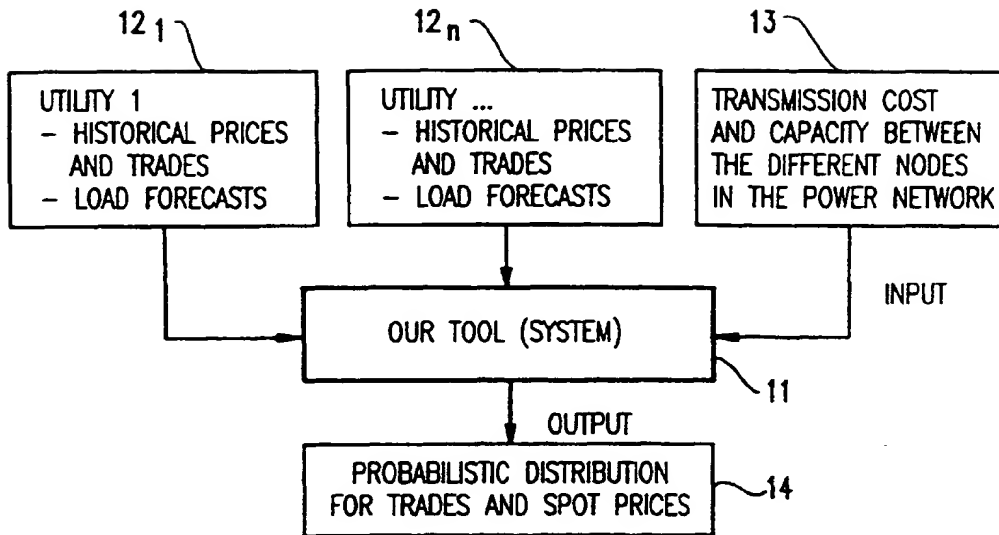 12 1
UTILITY 1
- HISTORICAL PRICES
AND TRADES
- LOAD FORECASTS
12 n
UTILITY ...
- HISTORICAL PRICES
AND TRADES
- LOAD FORECASTS
13
TRANSMISSION COST
AND CAPACITY BETWEEN
THE DIFFERENT NODES
IN THE POWER NETWORK
INPUT
OUR TOOL (SYSTEM)
11
OUTPUT
PROBABILISTIC DISTRIBUTION
FOR TRADES AND SPOT PRICES
14